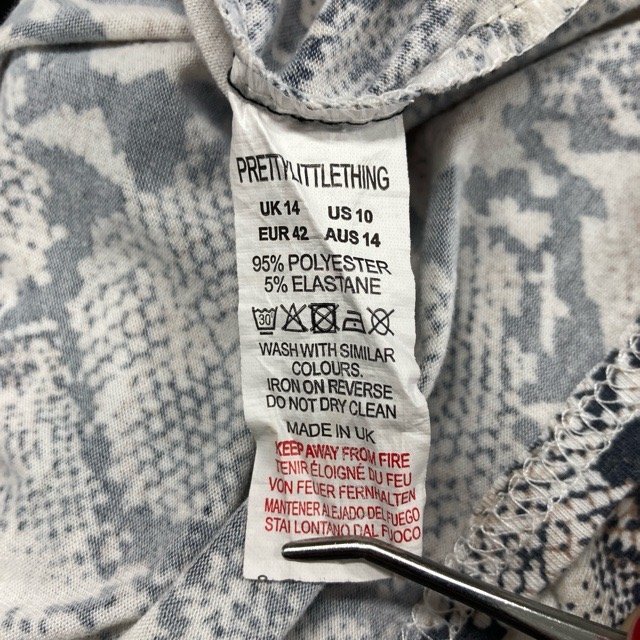 PRETTYLITTLETHING
UK 14 US 10
EUR 42 AUS 14
95% POLYESTER
5% ELASTANE
30
WASH WITH SIMILAR
COLOURS.
IRON ON REVERSE
DO NOT DRY CLEAN
MADE IN UK
KEEP AWAY FROM FIRE
TENIR ÉLOIGNÉ DU FEU
VON FEUER FERNHALTEN
MANTENER ALEJADO DEL FUEGO
STAI LONTANO DAL FUOCO